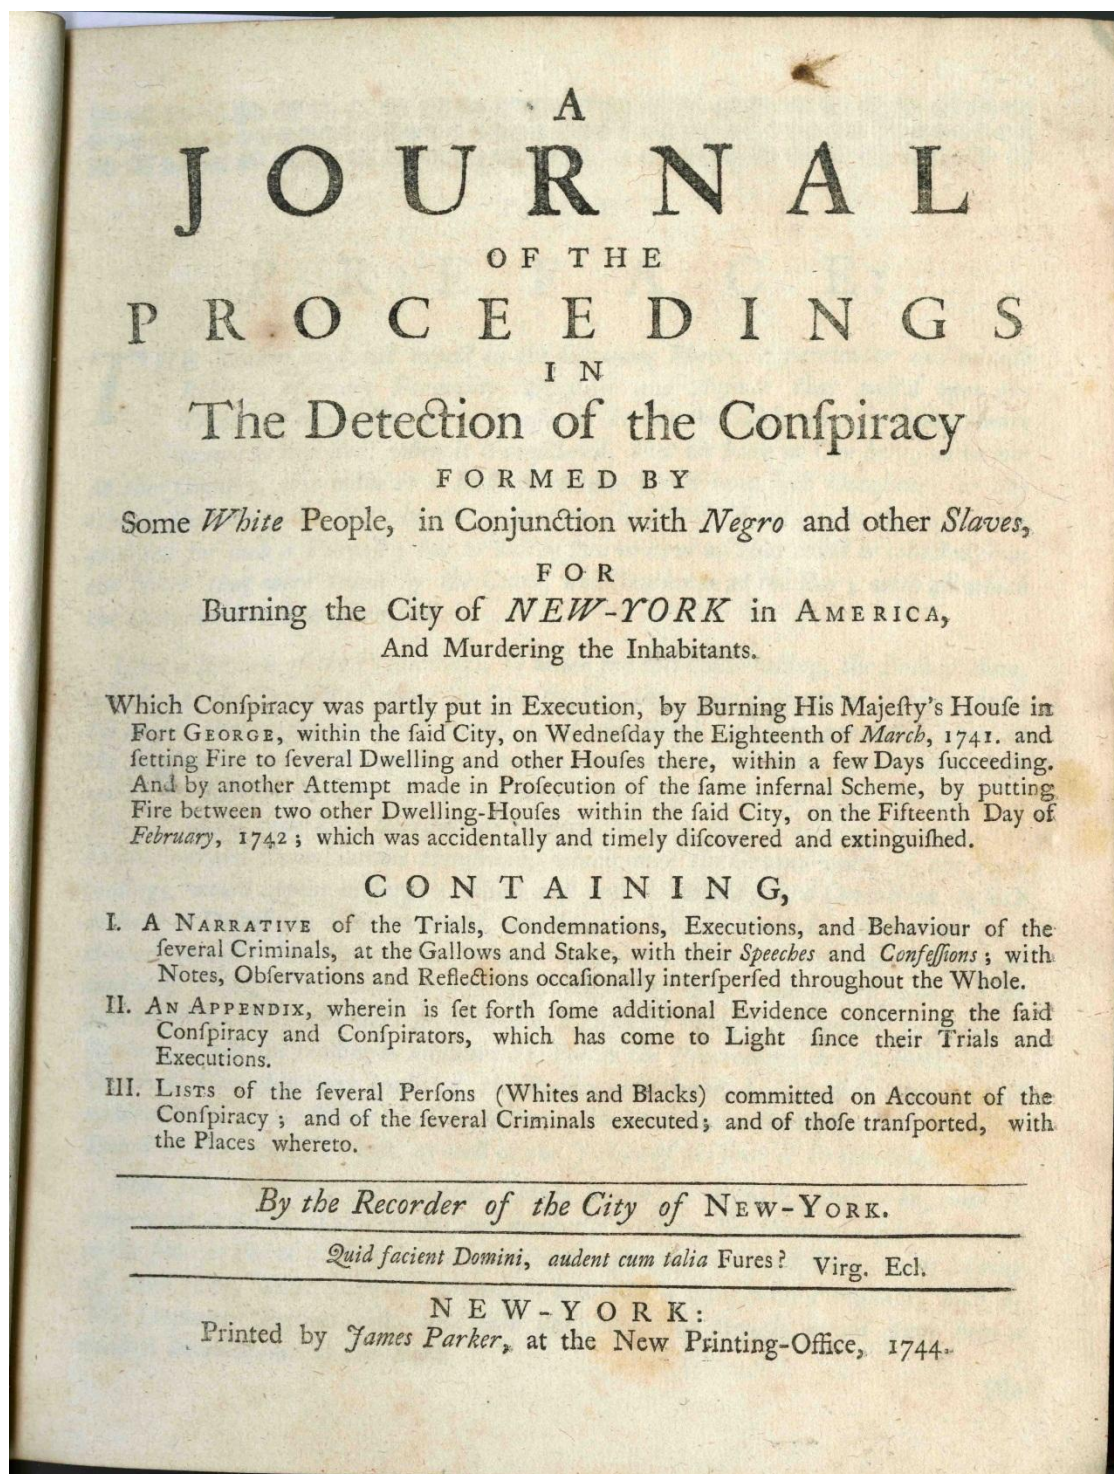 A
JOURNAL
OF THE
PROCEEDINGS
IN
The Detection of the Conſpiracy
FORMED BY
Some White People, in Conjunction with Negro and other Slaves,
FOR
Burning the City of NEW-YORK in AMERICA,
And Murdering the Inhabitants.
Which Conſpiracy was partly put in Execution, by Burning His Majeſty's Houſe in
Fort GEORGE, within the ſaid City, on Wedneſday the Eighteenth of March, 1741. and
ſetting Fire to ſeveral Dwelling and other Houſes there, within a few Days ſucceeding.
And by another Attempt made in Proſecution of the ſame infernal Scheme, by putting
Fire between two other Dwelling-Houſes within the ſaid City, on the Fifteenth Day of
February, 1742 ; which was accidentally and timely diſcovered and extinguiſhed.
CONTAINING,
I. A NARRATIVE of the Trials, Condemnations, Executions, and Behaviour of the
ſeveral Criminals, at the Gallows and Stake, with their Speeches and Confeſſions ; with
Notes, Obſervations and Reflections occaſionally interſperſed throughout the Whole.
II. AN APPENDIX, wherein is ſet forth ſome additional Evidence concerning the ſaid
Conſpiracy and Conſpirators, which has come to Light ſince their Trials and
Executions.
III. LISTS of the ſeveral Perſons (Whites and Blacks) committed on Account of the
Conſpiracy ; and of the ſeveral Criminals executed; and of thoſe tranſported, with
the Places whereto.
By the Recorder of the City of NEW-YORK.
Quid facient Domini, audent cum talia Fures? Virg. Ecl.
NEW-YORK:
Printed by James Parker, at the New Printing-Office, 1744.